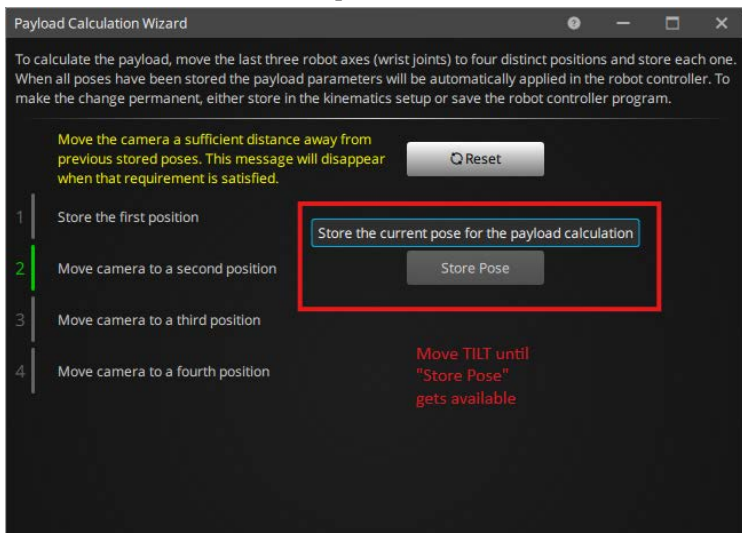 Payload Calculation Wizard
To calculate the payload, move the last three robot axes (wrist joints) to four distinct positions and store each one.
When all poses have been stored the payload parameters will be automatically applied in the robot controller. To
make the change permanent, either store in the kinematics setup or save the robot controller program.
Move the camera a sufficient distance away from
previous stored poses. This message will disappear
when that requirement is satisfied.
Reset
1 Store the first position
Store the current pose for the payload calculation
2 Move camera to a second position
Store Pose
3 Move camera to a third position
4 Move camera to a fourth position
Move TILT until
"Store Pose"
gets available